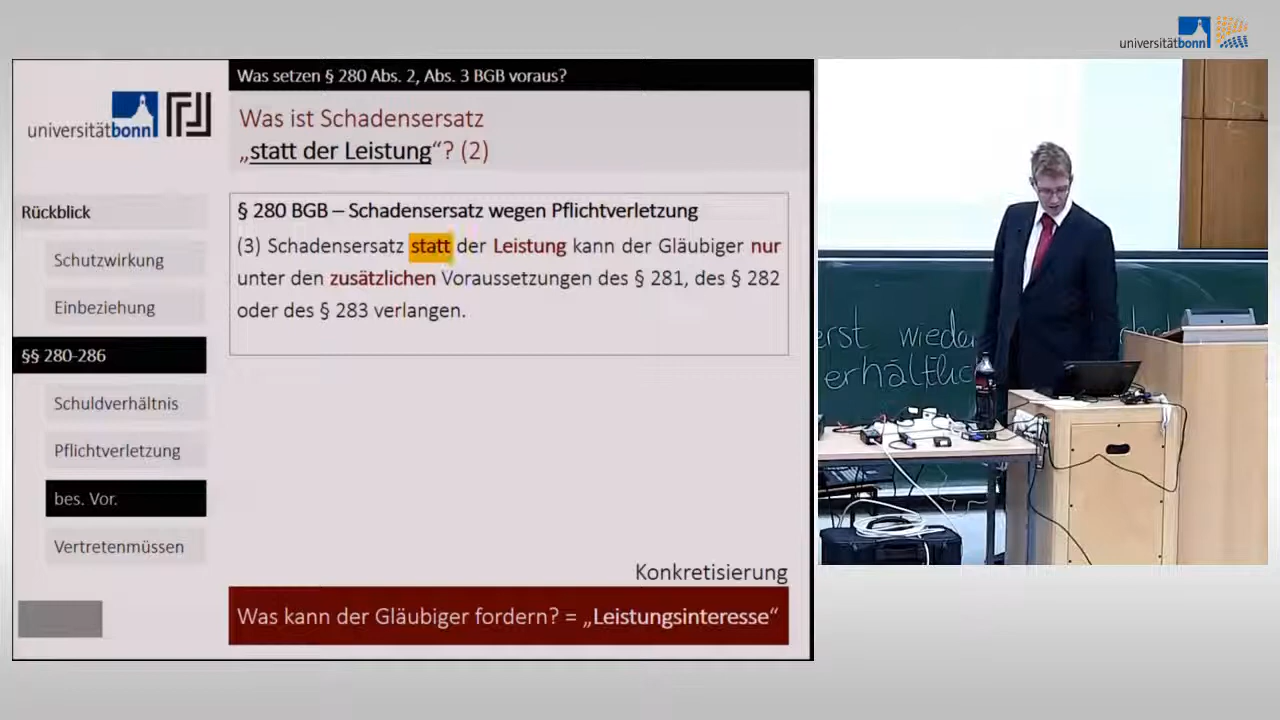 universitätbonn
Was setzen § 280 Abs. 2, Abs. 3 BGB voraus?
universitätbonn
Was ist Schadensersatz
„statt der Leistung“? (2)
Rückblick
Schutzwirkung
Einbeziehung
§§ 280-286
Schuldverhältnis
Pflichtverletzung
bes. Vor.
Vertretenmüssen
§ 280 BGB – Schadensersatz wegen Pflichtverletzung
(3) Schadensersatz statt der Leistung kann der Gläubiger nur
unter den zusätzlichen Voraussetzungen des § 281, des § 282
oder des § 283 verlangen.
Konkretisierung
Was kann der Gläubiger fordern? = „Leistungsinteresse“
erst wieder
erhältlich